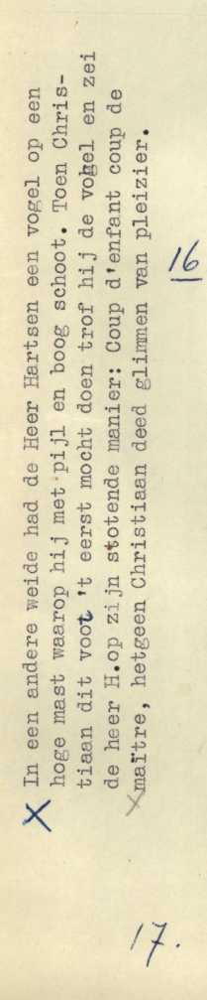 16
X In een andere weide had de Heer Hartsen een vogel op een
hoge mast waarop hij met pijl en boog schoot. Toen Chris-
tiaan dit voot 't eerst mocht doen trof hij de vogel en zei
de heer H.op zijn stotende manier: Coup d'enfant coup de
X maître, hetgeen Christiaan deed glimmen van pleizier.
17.